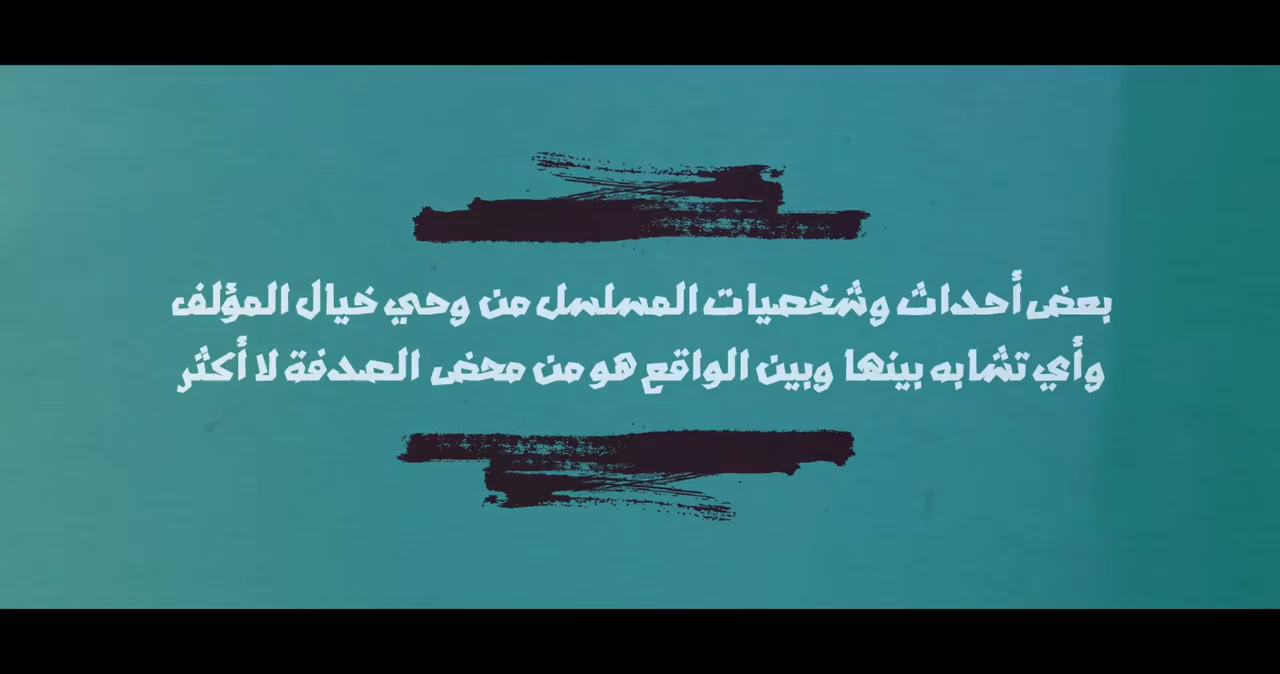 بعض أحداث وشخصيات المسلسل من وحي خيال المؤلف
وأي تشابه بينها وبين الواقع هو من محض الصدفة لا أكثر